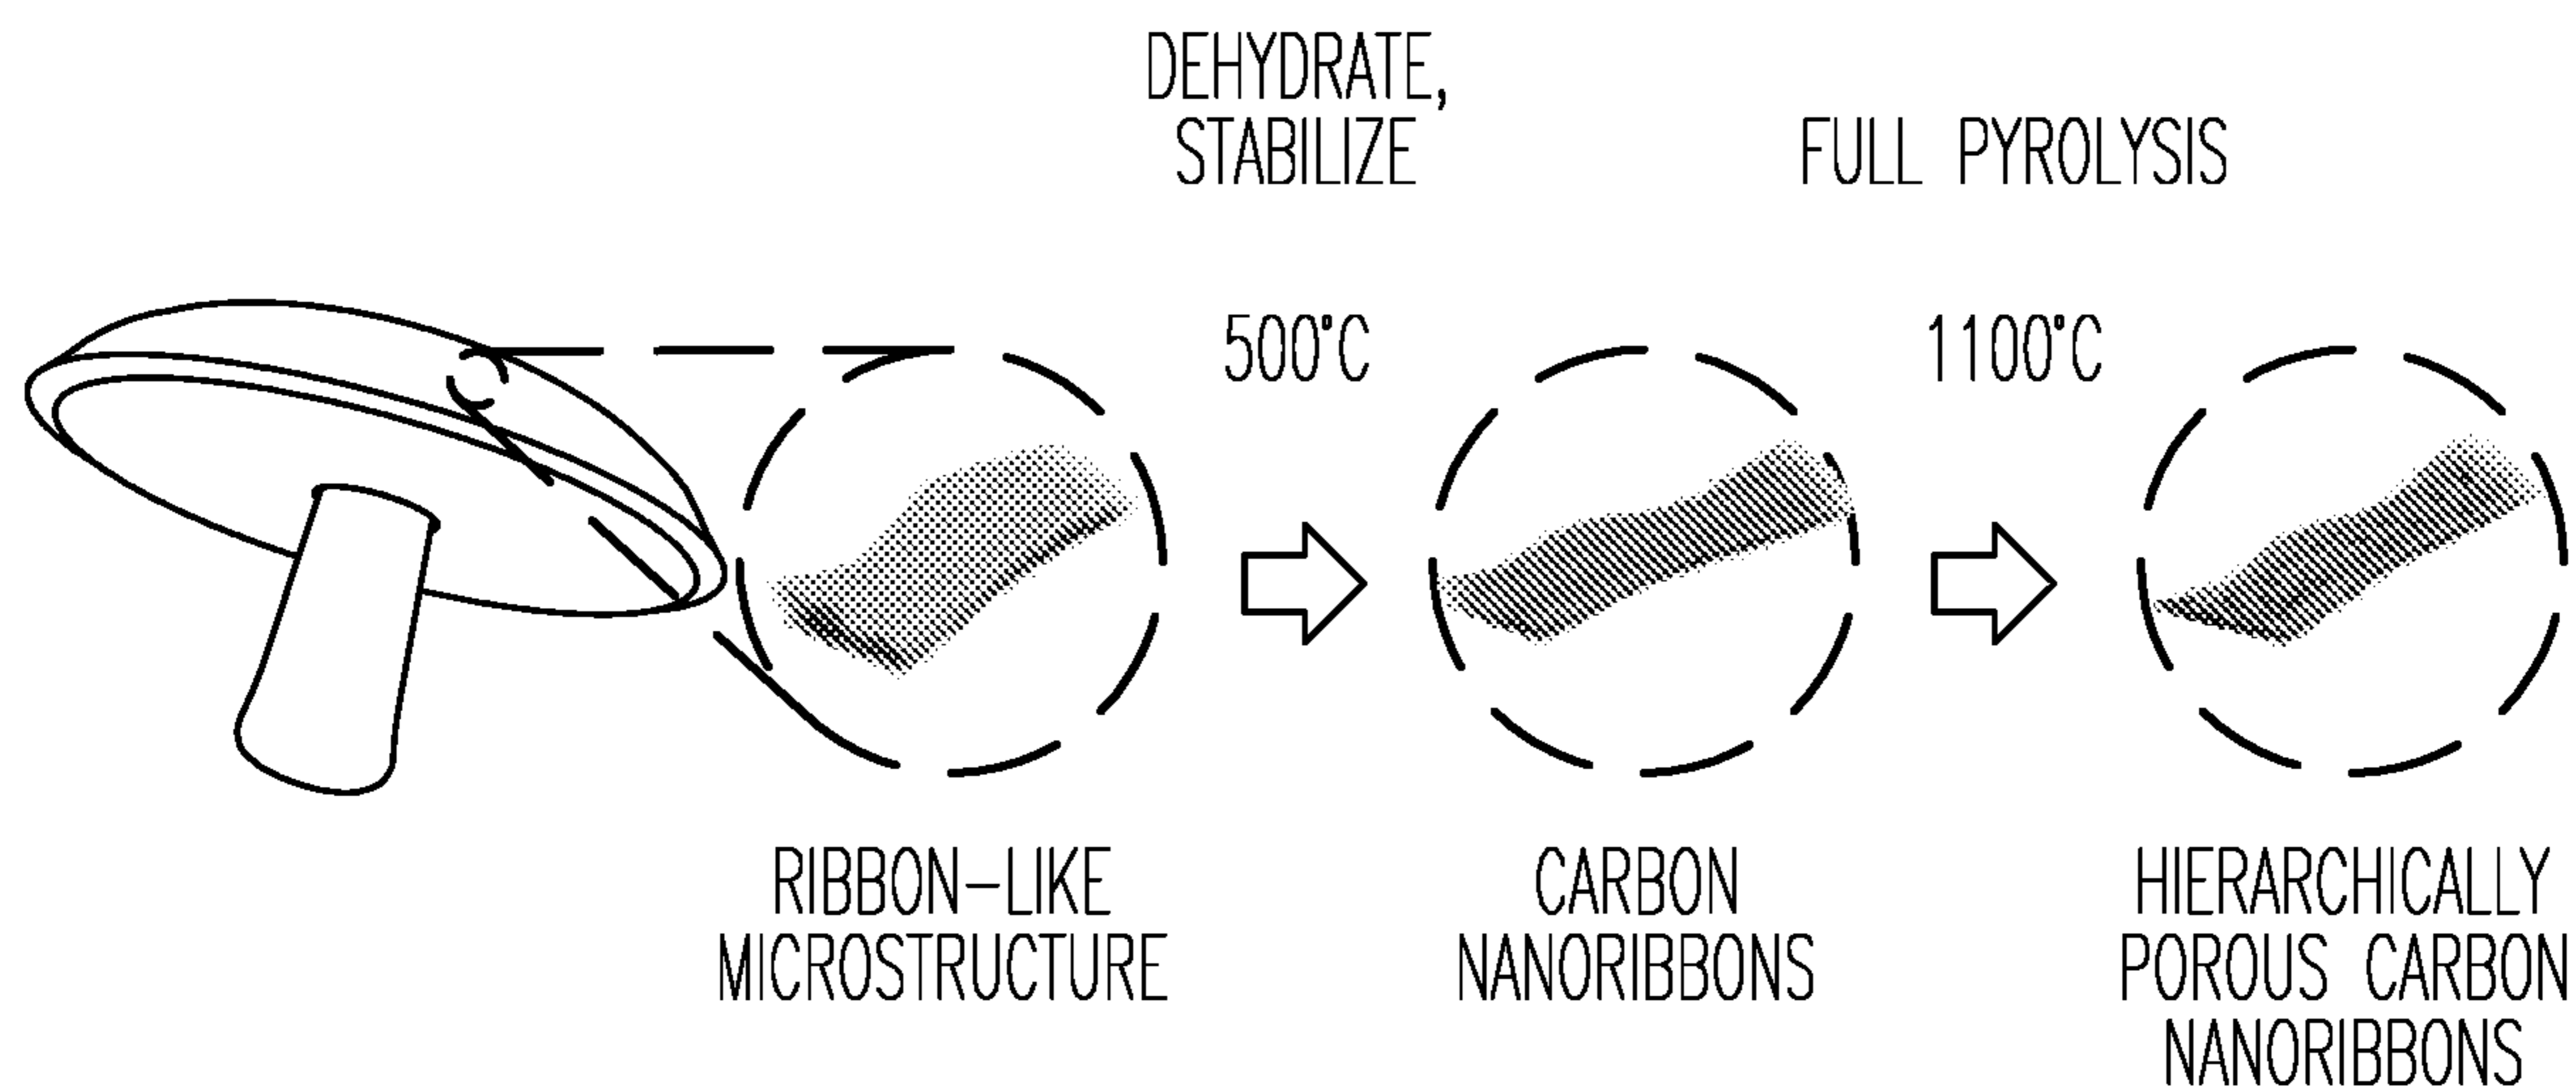 DEHYDRATE,
STABILIZE
FULL PYROLYSIS
500°C
1100°C
RIBBON-LIKE
MICROSTRUCTURE
CARBON
NANORIBBONS
HIERARCHICALLY
POROUS CARBON
NANORIBBONS